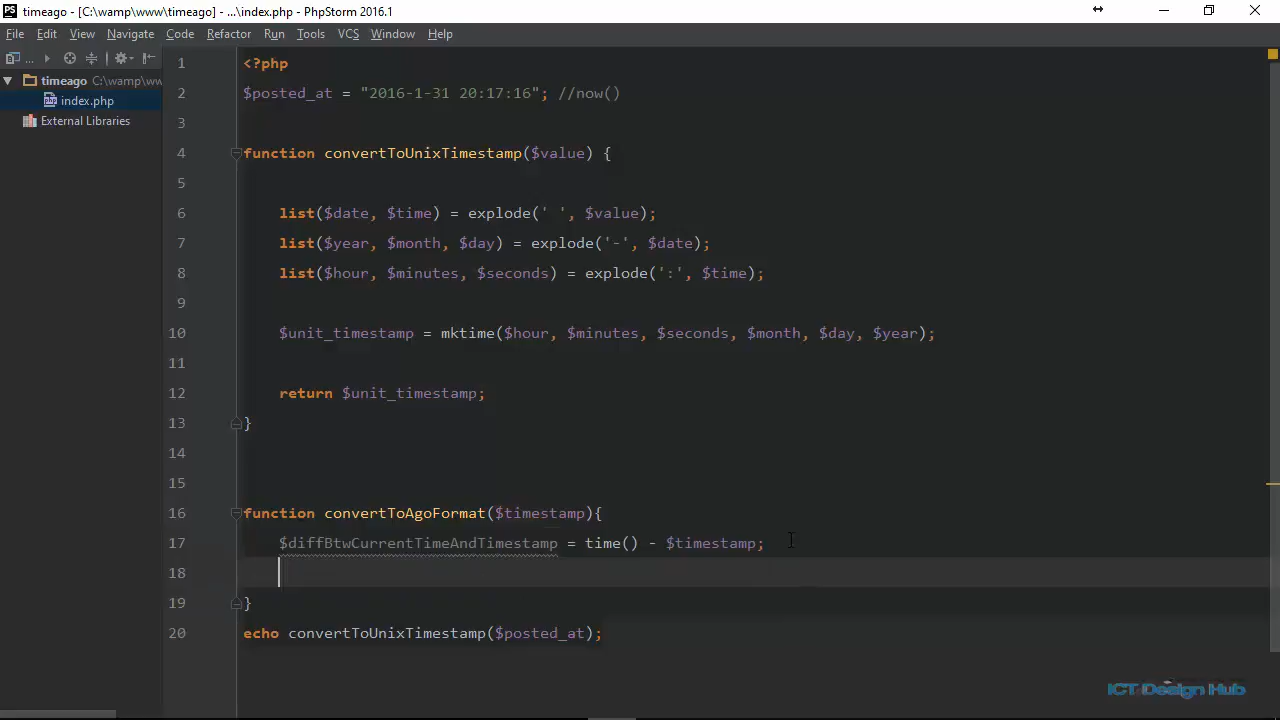 timeago - [C:\wamp\www\timeago] - ...\index.php - PhpStorm 2016.1
File Edit View Navigate Code Refactor Run Tools VCS Window Help
...
timeago C:\wamp\ww
index.php
External Libraries
1 <?php
2 $posted_at = "2016-1-31 20:17:16"; //now()
3
4 function convertToUnixTimestamp($value) {
5
6 list($date, $time) = explode(' ', $value);
7 list($year, $month, $day) = explode('-', $date);
8 list($hour, $minutes, $seconds) = explode(':', $time);
9
10 $unit_timestamp = mktime($hour, $minutes, $seconds, $month, $day, $year);
11
12 return $unit_timestamp;
13 }
14
15
16 function convertToAgoFormat($timestamp){
17 $diffBtwCurrentTimeAndTimestamp = time() - $timestamp;
18
19 }
20 echo convertToUnixTimestamp($posted_at);
ICT Design Hub